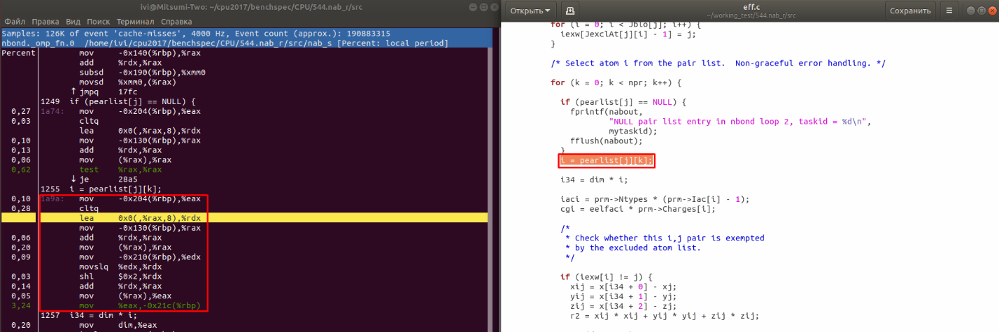 ivi@Mitsumi-Two: ~/cpu2017/benchspec/CPU/544.nab_r/src
Файл Правка Вид Поиск Терминал Справка
Samples: 126K of event 'cache-misses', 4000 Hz, Event count (approx.): 190883315
nbond._omp_fn.0 /home/ivi/cpu2017/benchspec/CPU/544.nab_r/src/nab_s [Percent: local period]
Percent mov -0x140(%rbp),%rax
add %rdx,%rax
subsd -0x190(%rbp),%xmm0
movsd %xmm0,(%rax)
↑ jmpq 17fc
1249 if (pearlist[j] == NULL) {
0,27 1a74: mov -0x204(%rbp),%eax
0,03 cltq
lea 0x0(,%rax,8),%rdx
0,10 mov -0x130(%rbp),%rax
0,13 add %rdx,%rax
0,06 mov (%rax),%rax
0,62 test %rax,%rax
↓ je 28a5
1255 i = pearlist[j][k];
0,10 1a9a: mov -0x204(%rbp),%eax
0,28 cltq
lea 0x0(,%rax,8),%rdx
mov -0x130(%rbp),%rax
0,06 add %rdx,%rax
0,20 mov (%rax),%rax
0,09 mov -0x210(%rbp),%edx
movslq %edx,%rdx
0,03 shl $0x2,%rdx
0,14 add %rdx,%rax
0,05 mov (%rax),%eax
3,24 mov %eax,-0x21c(%rbp)
1257 i34 = dim * i;
0,20 mov dim,%eax
Открыть
eff.c
~/working_test/544.nab_r/src
Сохранить
for (i = 0; i < Jblo[j]; i++) {
iexw[JexclAt[j][i] - 1] = j;
}
/* Select atom i from the pair list. Non-graceful error handling. */
for (k = 0; k < npr; k++) {
if (pearlist[j] == NULL) {
fprintf(nabout,
"NULL pair list entry in nbond loop 2, taskid = %d\n",
mytaskid);
fflush(nabout);
}
i = pearlist[j][k];
i34 = dim * i;
iaci = prm->Ntypes * (prm->Iac[i] - 1);
cgi = eelfaci * prm->Charges[i];
/*
* Check whether this i,j pair is exempted
* by the excluded atom list.
*/
if (iexw[i] != j) {
xij = x[i34 + 0] - xj;
yij = x[i34 + 1] - yj;
zij = x[i34 + 2] - zj;
r2 = xij * xij + yij * yij + zij * zij;